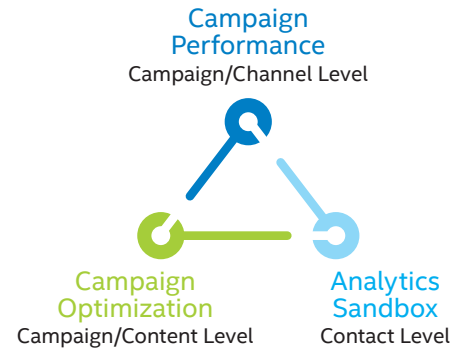 Campaign
Performance
Campaign/Channel Level
Campaign
Optimization
Campaign/Content Level
Analytics
Sandbox
Contact Level